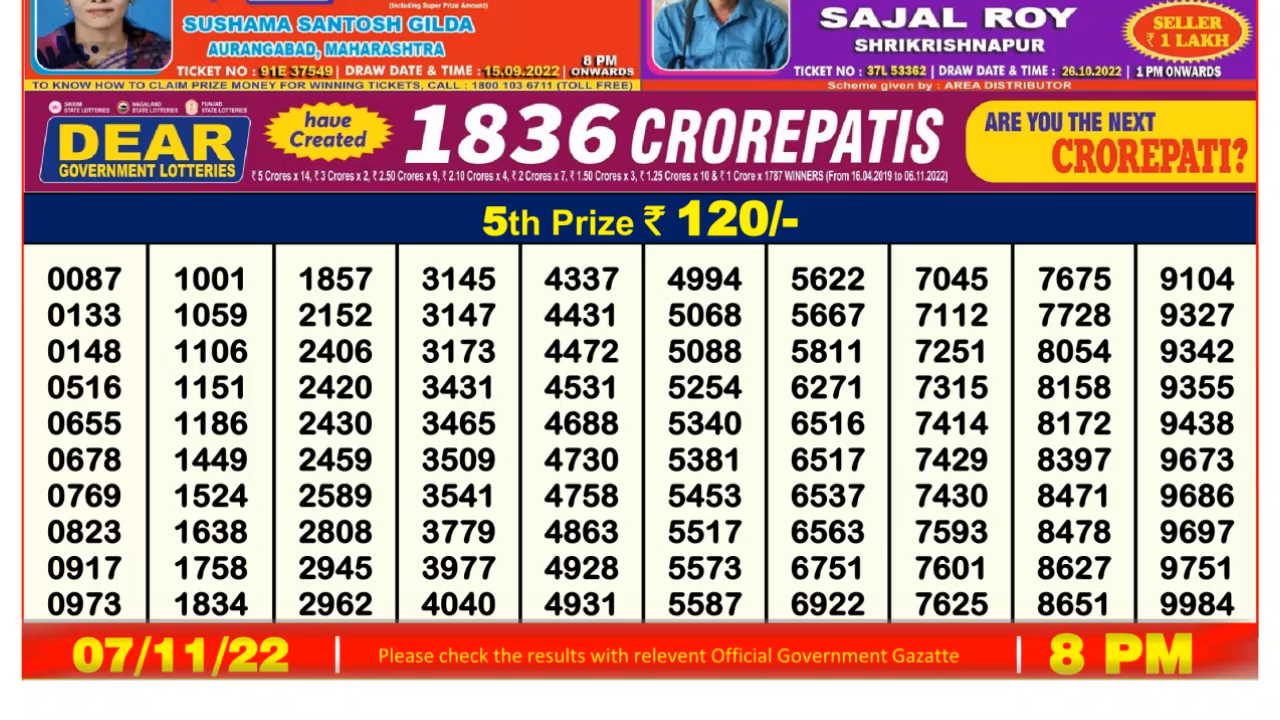 (Including Super Prize Amount)
SUSHAMA SANTOSH GILDA
AURANGABAD, MAHARASHTRA
TICKET NO : 91E 37549 | DRAW DATE & TIME : 15.09.2022 | 8 PM ONWARDS
TO KNOW HOW TO CLAIM PRIZE MONEY FOR WINNING TICKETS, CALL : 1800 103 6711 (TOLL FREE)
SAJAL ROY
SHRIKRISHNAPUR
SELLER
₹ 1 LAKH
TICKET NO : 37L 53362 | DRAW DATE & TIME : 26.10.2022 | 1 PM ONWARDS
Scheme given by : AREA DISTRIBUTOR
SIKKIM STATE LOTTERIES NAGALAND STATE LOTTERIES PUNJAB STATE LOTTERIES
DEAR
GOVERNMENT LOTTERIES
have
Created
1836 CROREPATIS
₹ 5 Crores x 14, ₹ 3 Crores x 2, ₹ 2.50 Crores x 9, ₹ 2.10 Crores x 4, ₹ 2 Crores x 7, ₹ 1.50 Crores x 3, ₹ 1.25 Crores x 10 & ₹ 1 Crore x 1787 WINNERS (From 16.04.2019 to 06.11.2022)
ARE YOU THE NEXT
CROREPATI?
5th Prize ₹ 120/-
0087 1001 1857 3145 4337 4994 5622 7045 7675 9104
0133 1059 2152 3147 4431 5068 5667 7112 7728 9327
0148 1106 2406 3173 4472 5088 5811 7251 8054 9342
0516 1151 2420 3431 4531 5254 6271 7315 8158 9355
0655 1186 2430 3465 4688 5340 6516 7414 8172 9438
0678 1449 2459 3509 4730 5381 6517 7429 8397 9673
0769 1524 2589 3541 4758 5453 6537 7430 8471 9686
0823 1638 2808 3779 4863 5517 6563 7593 8478 9697
0917 1758 2945 3977 4928 5573 6751 7601 8627 9751
0973 1834 2962 4040 4931 5587 6922 7625 8651 9984
07/11/22 | Please check the results with relevent Official Government Gazatte | 8 PM